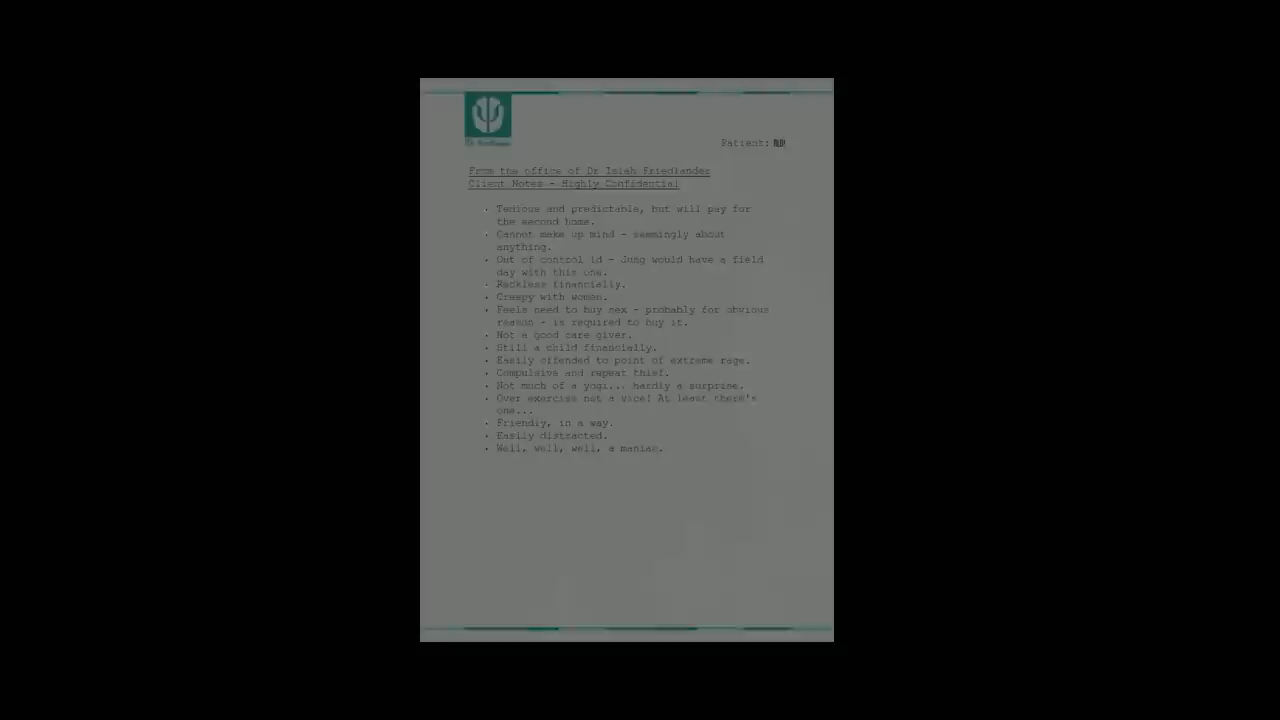 Patient:
From the office of Dr Isiah Friedlander
Client Notes - Highly Confidential
• Tedious and predictable, but will pay for
the second home.
• Cannot make up mind - seemingly about
anything.
• Out of control id - Jung would have a field
day with this one.
• Reckless financially.
• Creepy with women.
• Feels need to buy sex - probably for obvious
reason - is required to buy it.
• Not a good care giver.
• Still a child financially.
• Easily offended to point of extreme rage.
• Compulsive and repeat thief.
• Not much of a yogi... hardly a surprise.
• Over exercise not a vice! At least there's
one...
• Friendly, in a way.
• Easily distracted.
• Well, well, well, a maniac.